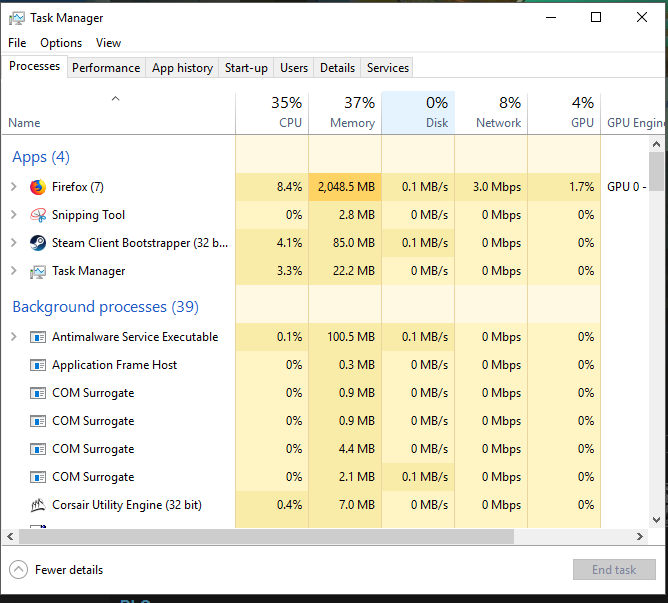 Task Manager
File Options View
Processes Performance App history Start-up Users Details Services
35% 37% 0% 8% 4%
Name CPU Memory Disk Network GPU GPU Engine
Apps (4)
Firefox (7) 8.4% 2,048.5 MB 0.1 MB/s 3.0 Mbps 1.7% GPU 0 -
Snipping Tool 0% 2.8 MB 0 MB/s 0 Mbps 0%
Steam Client Bootstrapper (32 b... 4.1% 85.0 MB 0.1 MB/s 0 Mbps 0%
Task Manager 3.3% 22.2 MB 0 MB/s 0 Mbps 0%
Background processes (39)
Antimalware Service Executable 0.1% 100.5 MB 0.1 MB/s 0 Mbps 0%
Application Frame Host 0% 0.3 MB 0 MB/s 0 Mbps 0%
COM Surrogate 0% 0.9 MB 0 MB/s 0 Mbps 0%
COM Surrogate 0% 0.9 MB 0 MB/s 0 Mbps 0%
COM Surrogate 0% 4.4 MB 0 MB/s 0 Mbps 0%
COM Surrogate 0% 2.1 MB 0.1 MB/s 0 Mbps 0%
Corsair Utility Engine (32 bit) 0.4% 7.0 MB 0 MB/s 0 Mbps 0%
Fewer details End task